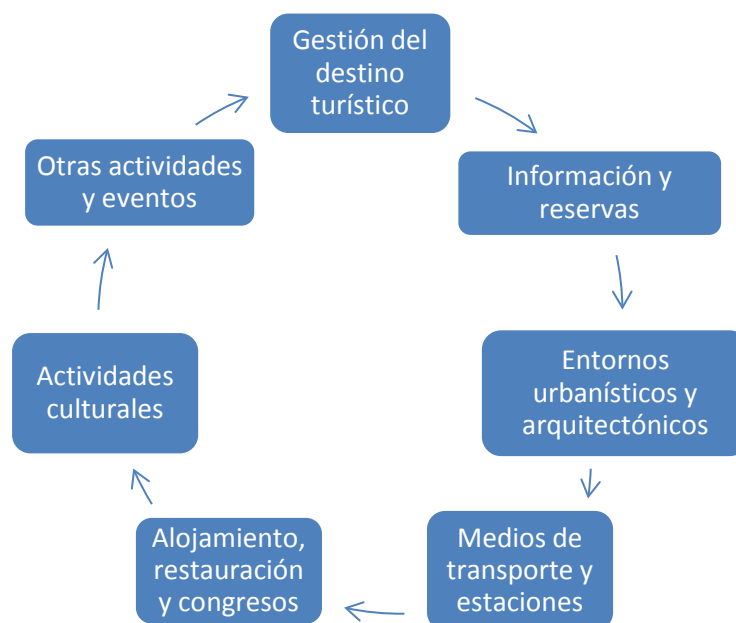 Gestión del
destino
turístico
Información y
reservas
Entornos
urbanísticos y
arquitectónicos
Medios de
transporte y
estaciones
Alojamiento,
restauración
y congresos
Actividades
culturales
Otras actividades
y eventos